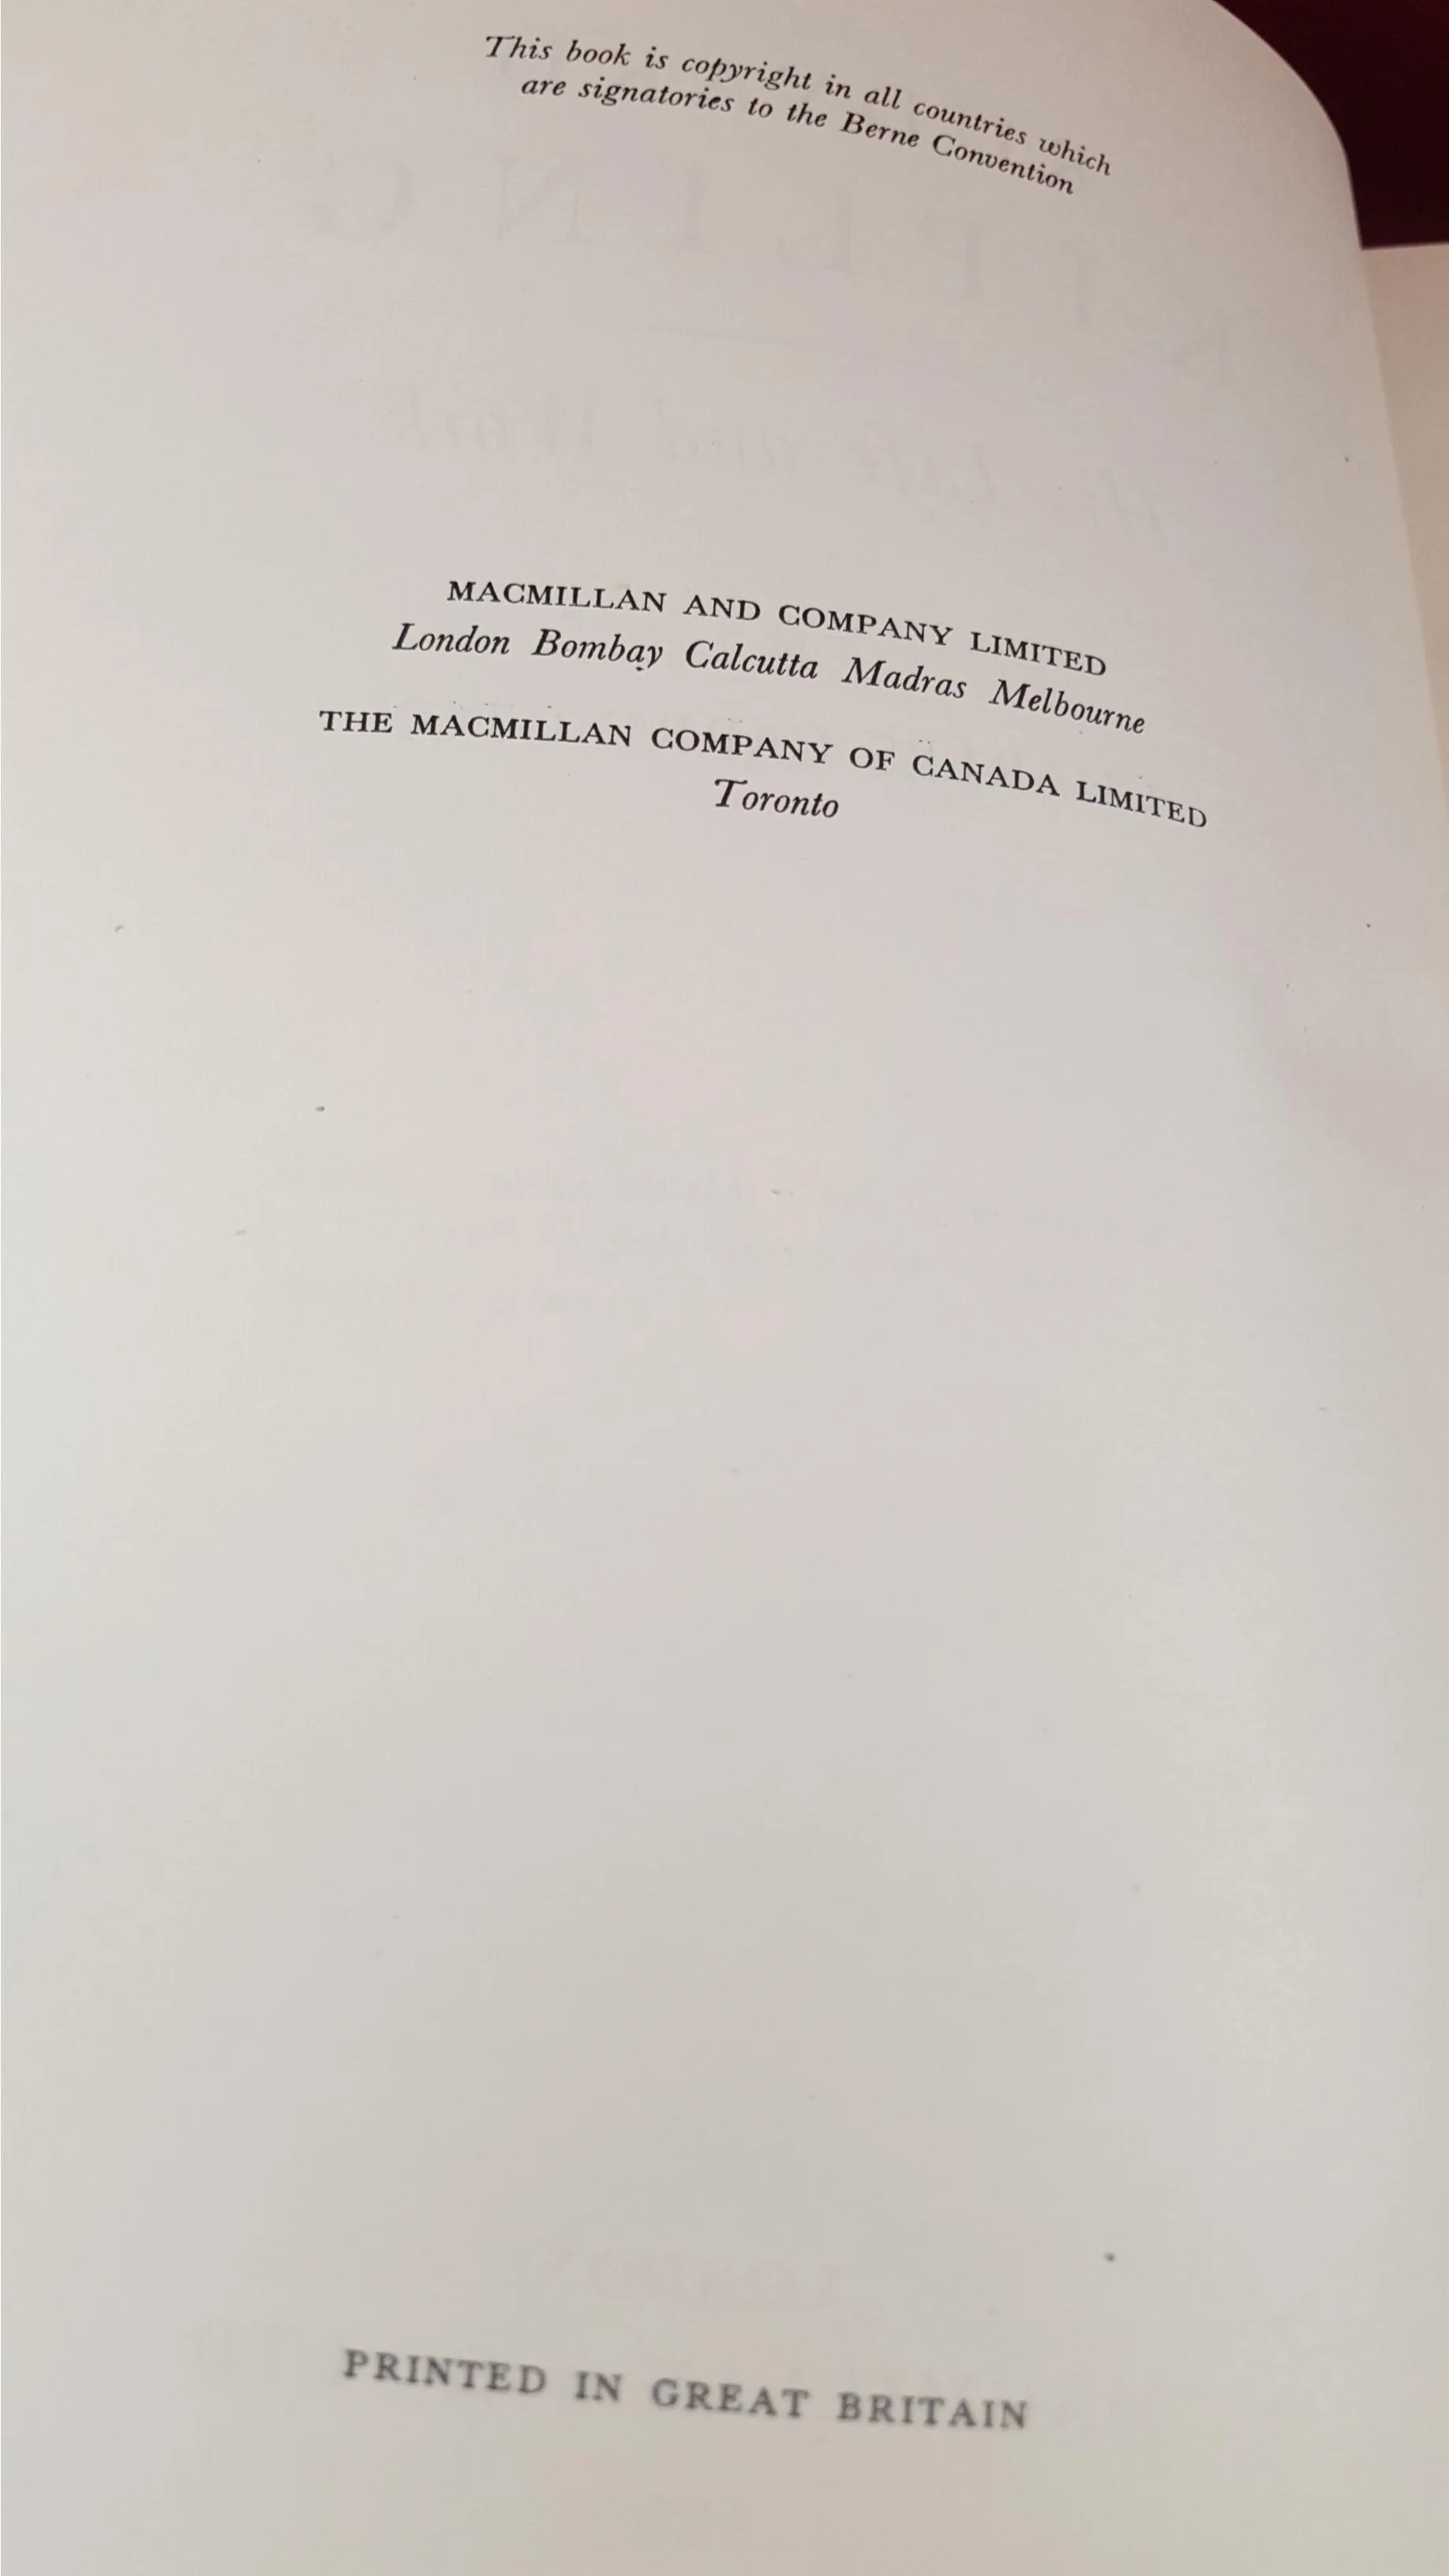 This book is copyright in all countries which
are signatories to the Berne Convention
MACMILLAN AND COMPANY LIMITED
London Bombay Calcutta Madras Melbourne
THE MACMILLAN COMPANY OF CANADA LIMITED
Toronto
PRINTED IN GREAT BRITAIN